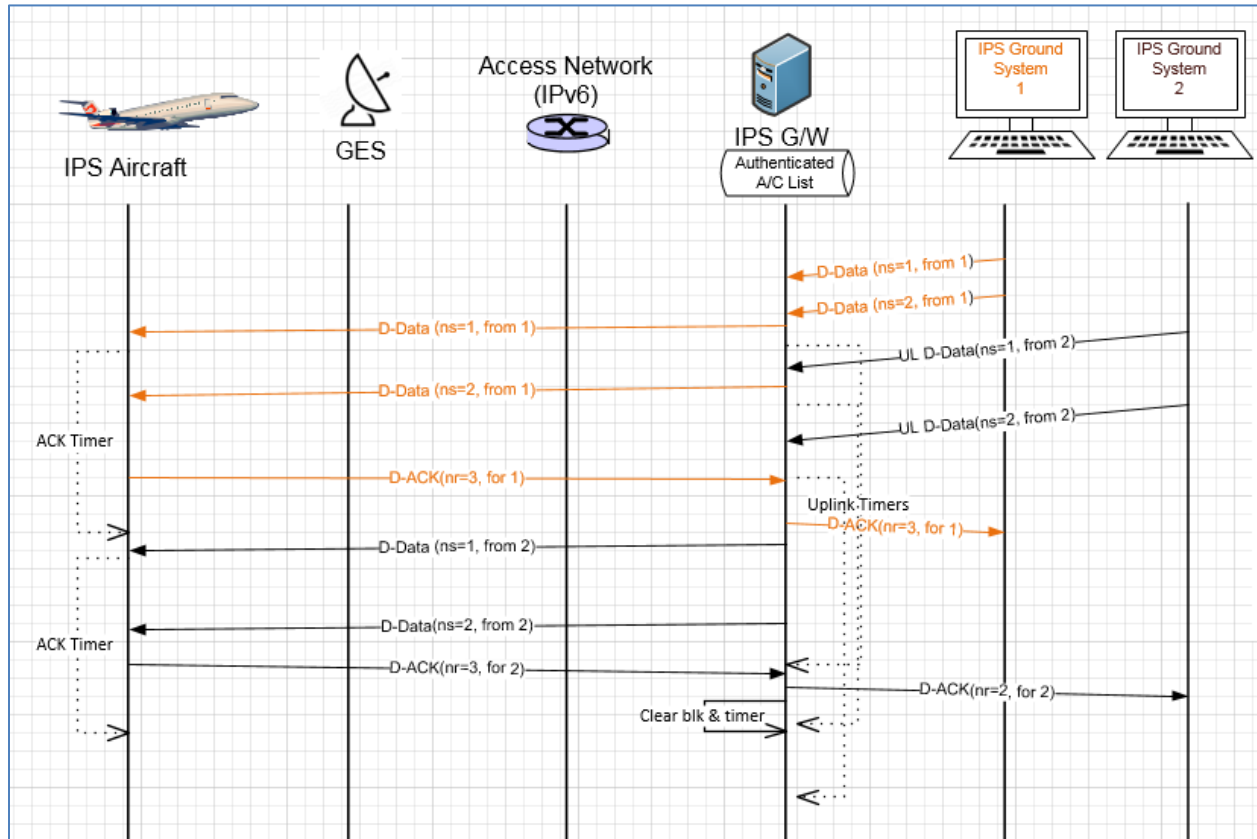 IPS Aircraft
GES
Access Network
(IPv6)
IPS G/W
Authenticated
A/C List
IPS Ground
System
1
IPS Ground
System
2
D-Data (ns=1, from 1)
D-Data (ns=2, from 1)
D-Data (ns=1, from 1)
UL D-Data(ns=1, from 2)
D-Data (ns=2, from 1)
UL D-Data(ns=2, from 2)
ACK Timer
D-ACK(nr=3, for 1)
Uplink Timers
D-ACK(nr=3, for 1)
D-Data (ns=1, from 2)
D-Data(ns=2, from 2)
ACK Timer
D-ACK(nr=3, for 2)
D-ACK(nr=2, for 2)
Clear blk & timer